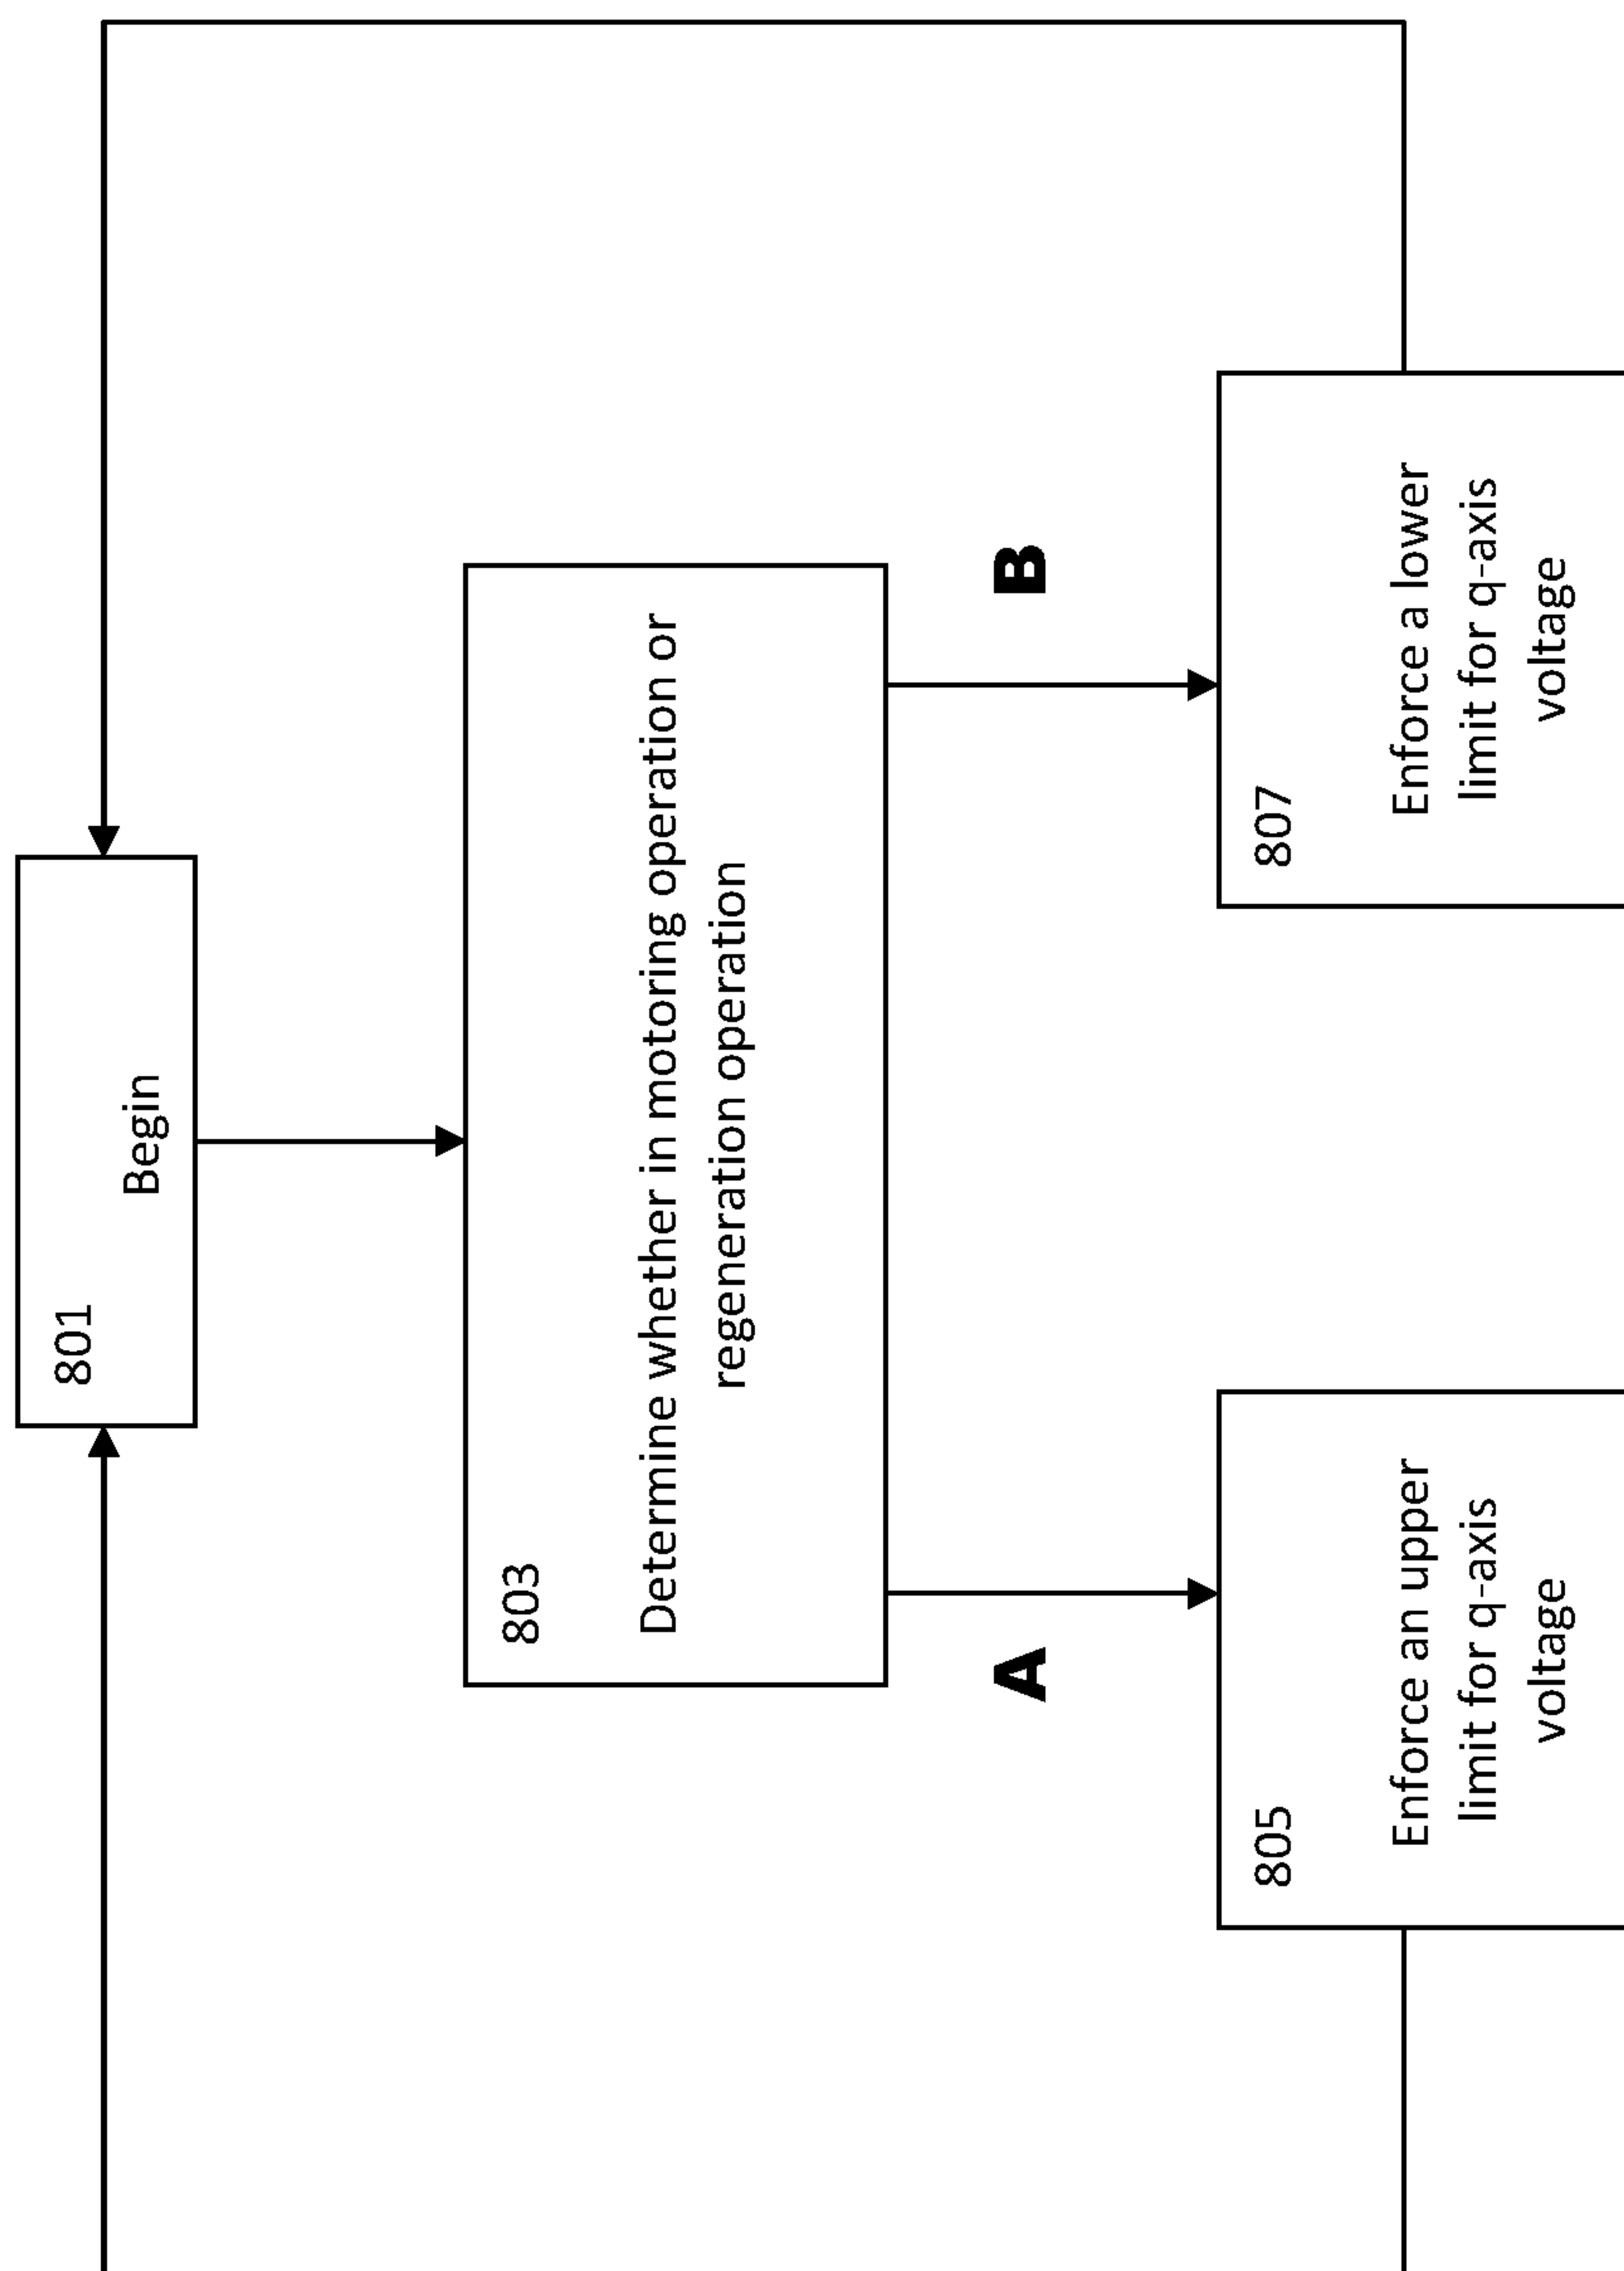 801
Begin
803
Determine whether in motoring operation or
regeneration operation
A
B
805
Enforce an upper
limit for q-axis
voltage
807
Enforce a lower
limit for q-axis
voltage